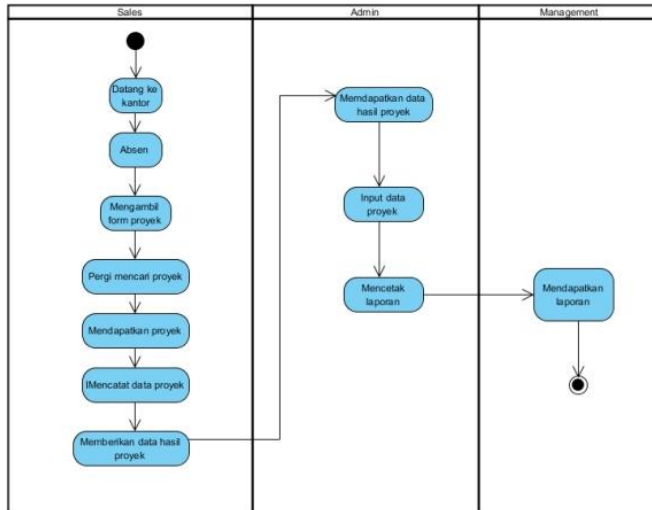 Sales
Admin
Management
Datang ke
kantor
Absen
Mengambil
form proyek
Pergi mencari proyek
Mendapatkan proyek
IMencatat data proyek
Memberikan data hasil
proyek
Memdapatkan data
hasil proyek
Input data
proyek
Mencetak
laporan
Mendapatkan
laporan